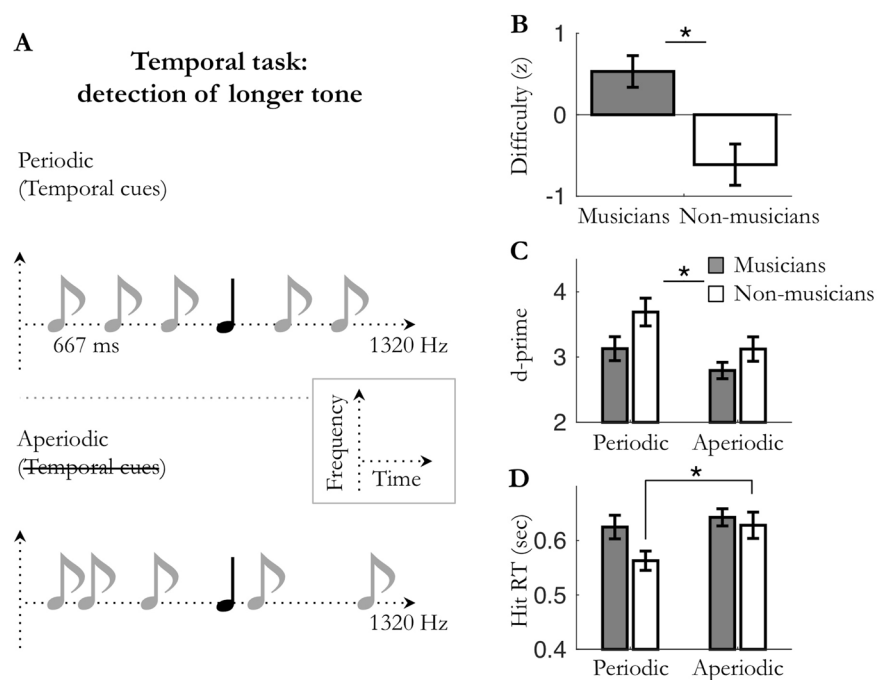 A
Temporal task:
detection of longer tone
Periodic
(Temporal cues)
667 ms
1320 Hz
Aperiodic
(Temporal cues)
Frequency
Time
1320 Hz
B
Difficulty (z)
1
0
-1
Musicians
Non-musicians
*
C
d-prime
4
3
2
*
Musicians
Non-musicians
Periodic
Aperiodic
D
Hit RT (sec)
0.6
0.5
0.4
*
Periodic
Aperiodic